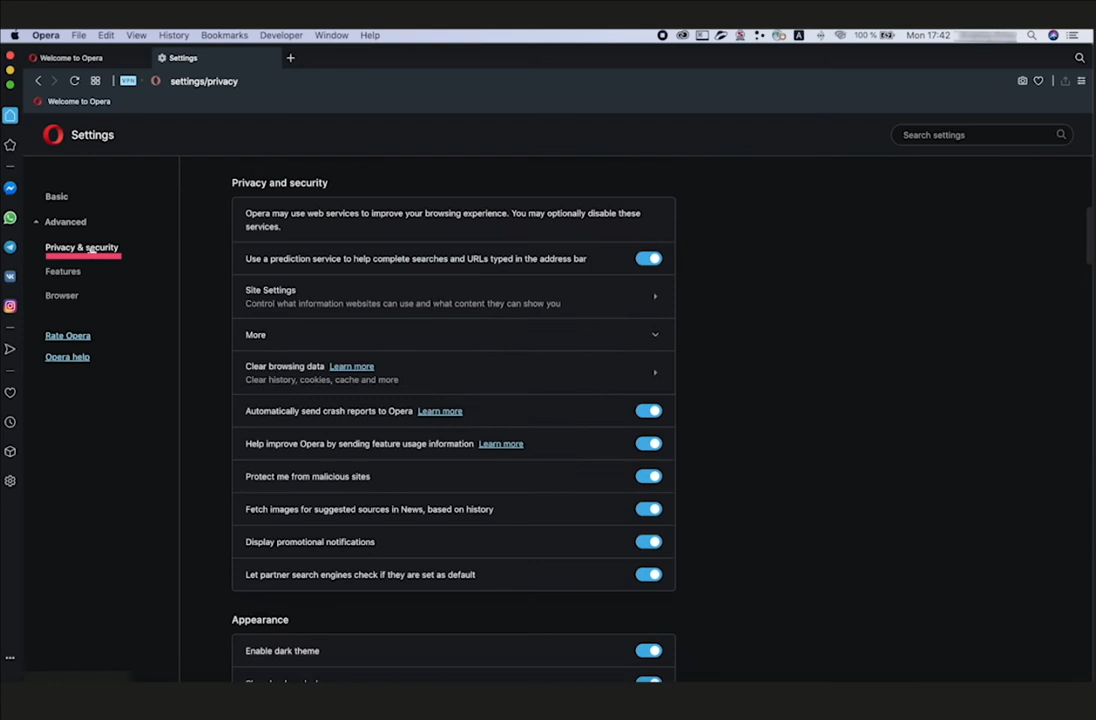 Opera File Edit View History Bookmarks Developer Window Help A 100 % Mon 17:42
Welcome to Opera Settings
VPN settings/privacy
Welcome to Opera
Settings Search settings
Basic
Advanced
Privacy & security
Features
Browser
Rate Opera
Opera help
Privacy and security
Opera may use web services to improve your browsing experience. You may optionally disable these
services.
Use a prediction service to help complete searches and URLs typed in the address bar
Site Settings
Control what information websites can use and what content they can show you
More
Clear browsing data Learn more
Clear history, cookies, cache and more
Automatically send crash reports to Opera Learn more
Help improve Opera by sending feature usage information Learn more
Protect me from malicious sites
Fetch images for suggested sources in News, based on history
Display promotional notifications
Let partner search engines check if they are set as default
Appearance
Enable dark theme